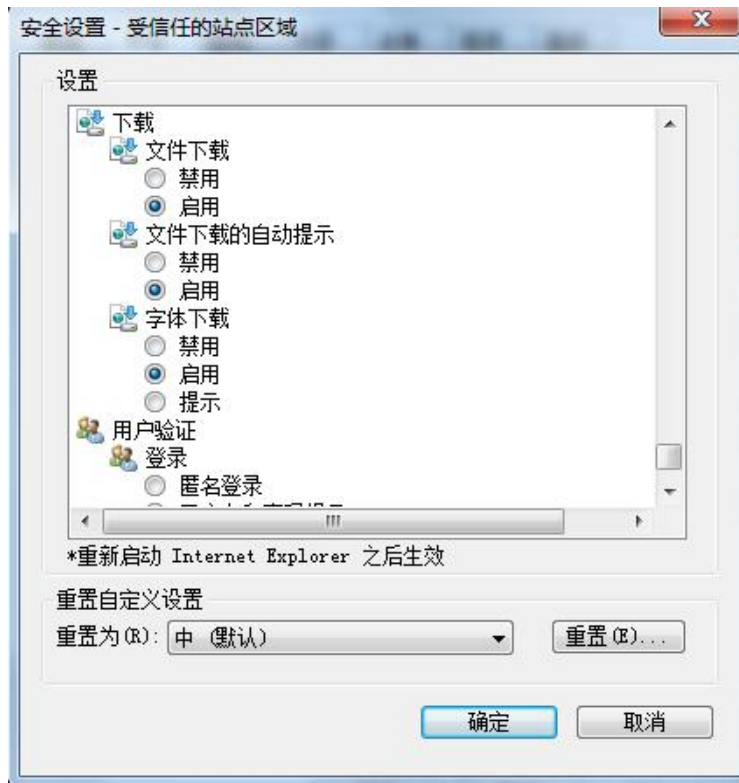 安全设置 - 受信任的站点区域
设置
下载
文件下载
禁用
启用
文件下载的自动提示
禁用
启用
字体下载
禁用
启用
提示
用户验证
登录
匿名登录
*重新启动 Internet Explorer 之后生效
重置自定义设置
重置为(R): 中 (默认) 重置(E)...
确定 取消